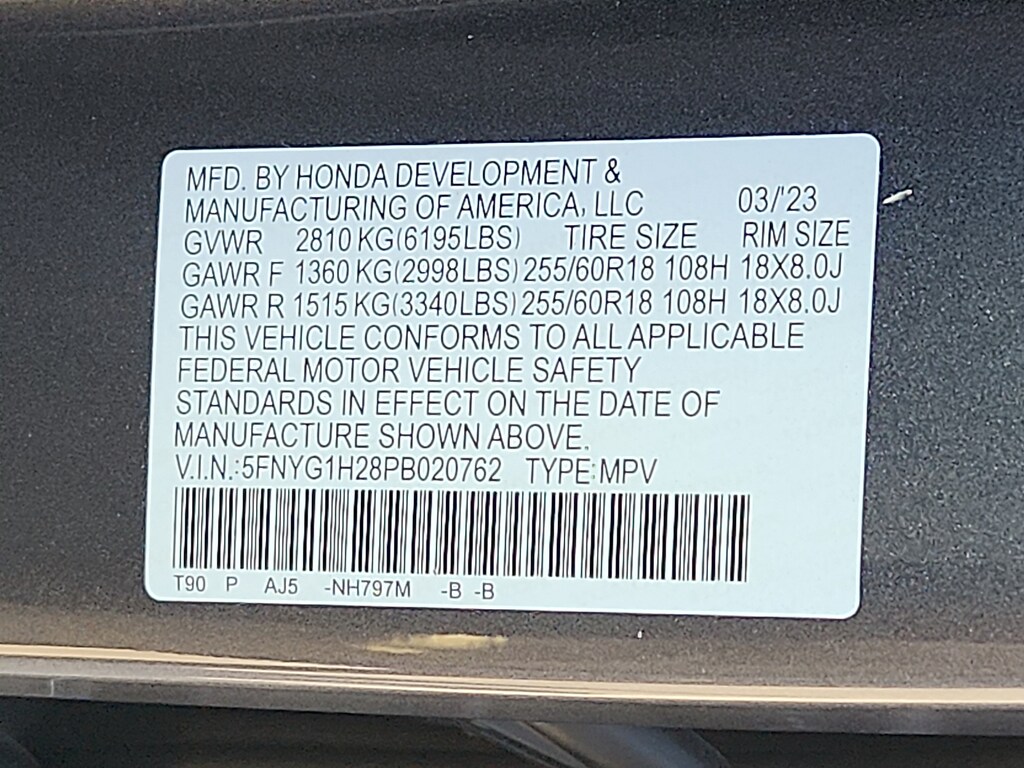 MFD. BY HONDA DEVELOPMENT &
MANUFACTURING OF AMERICA, LLC 03/'23
GVWR 2810 KG(6195LBS) TIRE SIZE RIM SIZE
GAWR F 1360 KG(2998LBS) 255/60R18 108H 18X8.0J
GAWR R 1515 KG(3340LBS) 255/60R18 108H 18X8.0J
THIS VEHICLE CONFORMS TO ALL APPLICABLE
FEDERAL MOTOR VEHICLE SAFETY
STANDARDS IN EFFECT ON THE DATE OF
MANUFACTURE SHOWN ABOVE.
V.I.N.:5FNYG1H28PB020762 TYPE:MPV
T90 P AJ5 -NH797M -B -B